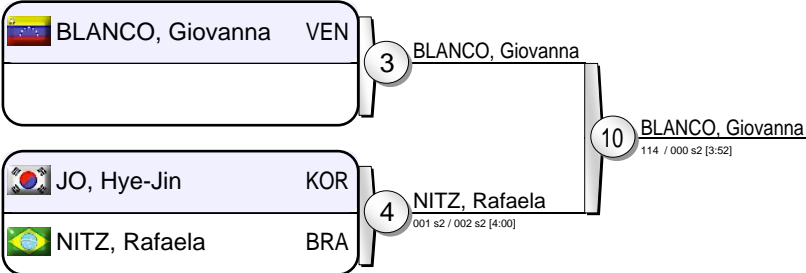 BLANCO, Giovanna VEN
3
BLANCO, Giovanna
10
BLANCO, Giovanna
114 / 000 s2 [3:52]
JO, Hye-Jin KOR
4
NITZ, Rafaela
001 s2 / 002 s2 [4:00]
NITZ, Rafaela BRA